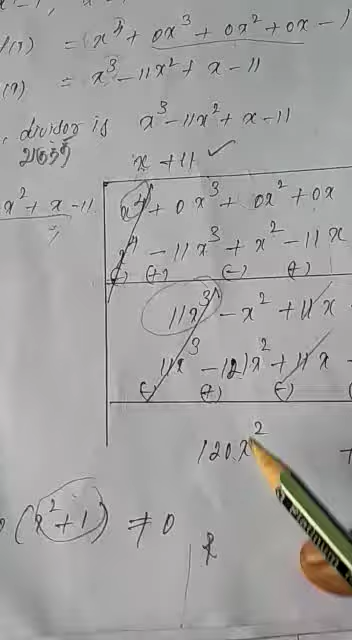 = x⁴ + 0x³ + 0x² + 0x - 1
= x³ - 11x² + x - 11
, divisor is x³ - 11x² + x - 11
x + 11 ✓
x² + x - 11
x⁴ + 0x³ + 0x² + 0x
x⁴ - 11x³ + x² - 11x
(-) (+) (-) (+)
11x³ - x² + 11x
11x³ - 121x² + 11x
(-) (+) (-)
120x² +
(x² + 1) ≠ 0